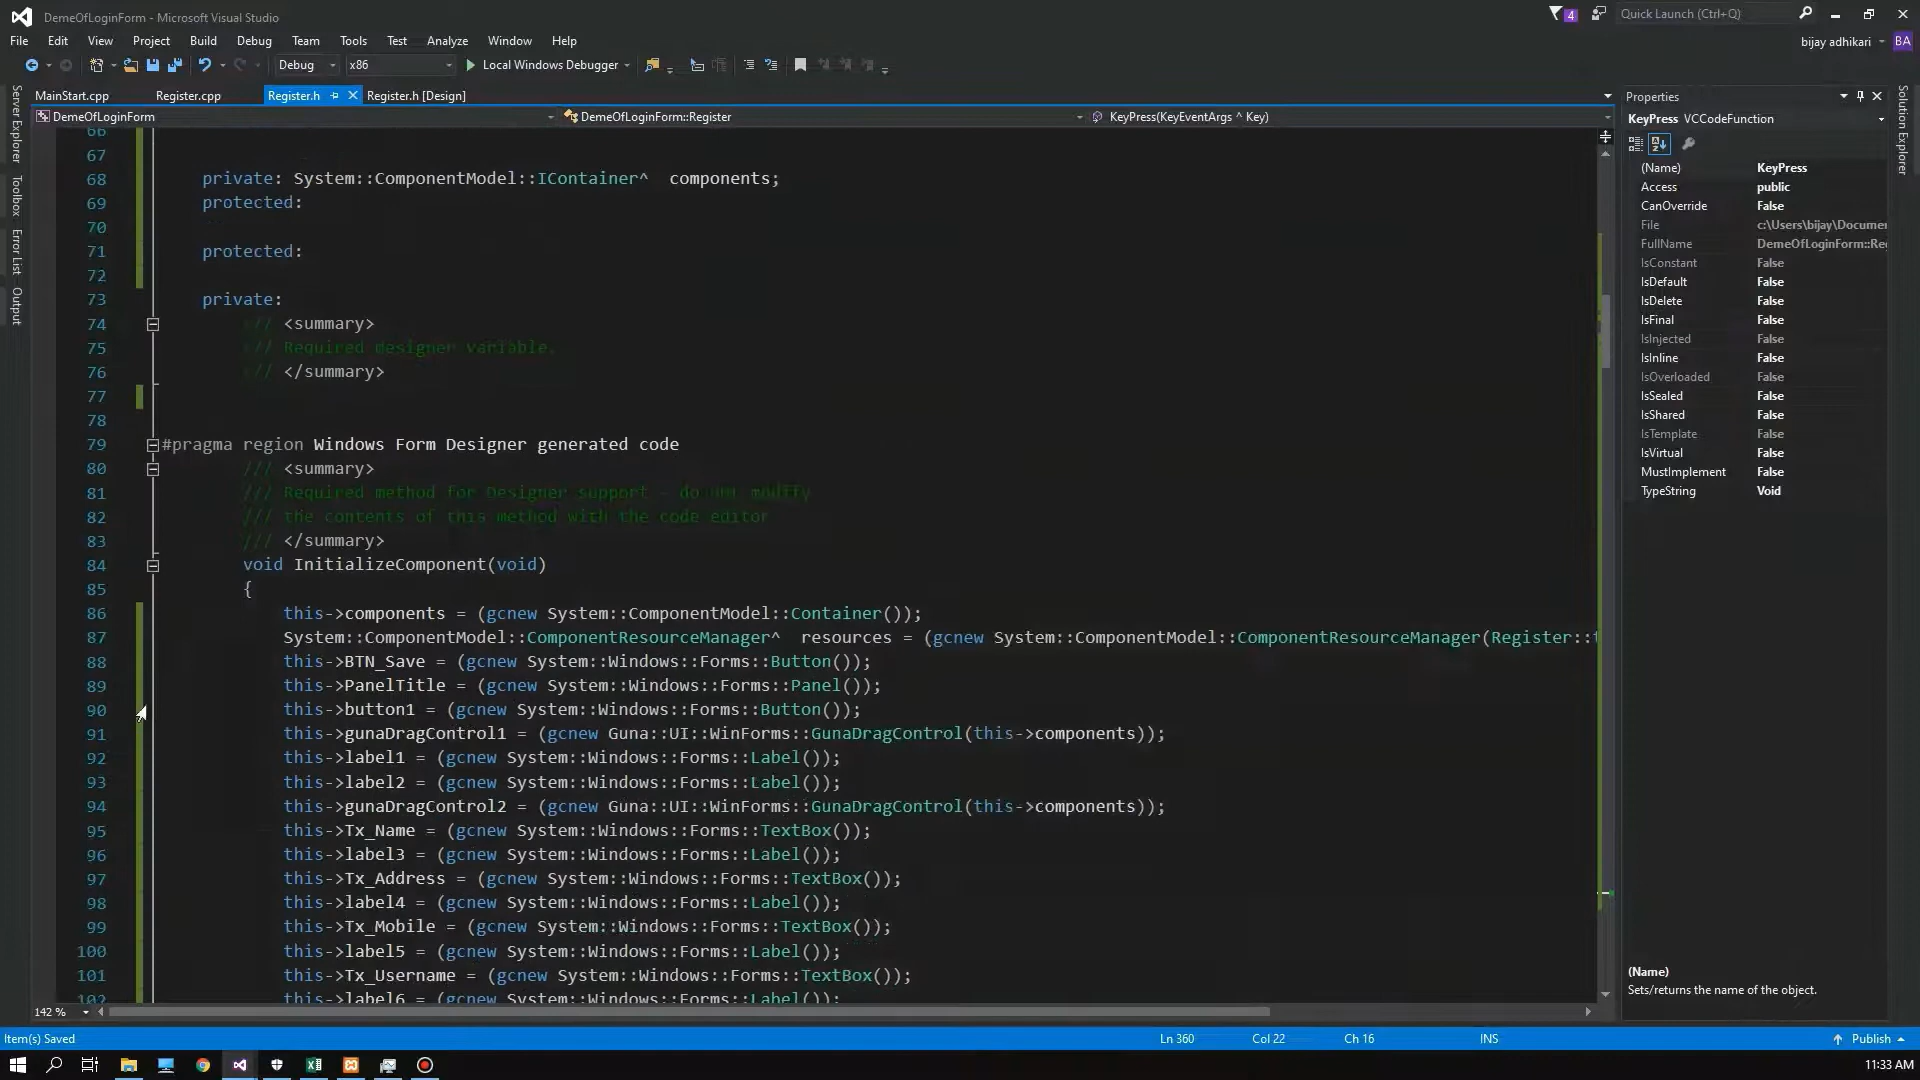 DemeOfLoginForm - Microsoft Visual Studio
4
Quick Launch (Ctrl+Q)
File Edit View Project Build Debug Team Tools Test Analyze Window Help
bijay adhikari BA
Debug x86 Local Windows Debugger
MainStart.cpp Register.cpp Register.h Register.h [Design]
DemeOfLoginForm DemeOfLoginForm::Register KeyPress(KeyEventArgs ^ Key)
Server Explorer
Toolbox
Error List
Output
66
67
68 private: System::ComponentModel::IContainer^ components;
69 protected:
70
71 protected:
72
73 private:
74 /// <summary>
75 /// Required designer variable.
76 /// </summary>
77
78
79 #pragma region Windows Form Designer generated code
80 /// <summary>
81 /// Required method for Designer support - do not modify
82 /// the contents of this method with the code editor
83 /// </summary>
84 void InitializeComponent(void)
85 {
86 this->components = (gcnew System::ComponentModel::Container());
87 System::ComponentModel::ComponentResourceManager^ resources = (gcnew System::ComponentModel::ComponentResourceManager(Register::t
88 this->BTN_Save = (gcnew System::Windows::Forms::Button());
89 this->PanelTitle = (gcnew System::Windows::Forms::Panel());
90 this->button1 = (gcnew System::Windows::Forms::Button());
91 this->gunaDragControl1 = (gcnew Guna::UI::WinForms::GunaDragControl(this->components));
92 this->label1 = (gcnew System::Windows::Forms::Label());
93 this->label2 = (gcnew System::Windows::Forms::Label());
94 this->gunaDragControl2 = (gcnew Guna::UI::WinForms::GunaDragControl(this->components));
95 this->Tx_Name = (gcnew System::Windows::Forms::TextBox());
96 this->label3 = (gcnew System::Windows::Forms::Label());
97 this->Tx_Address = (gcnew System::Windows::Forms::TextBox());
98 this->label4 = (gcnew System::Windows::Forms::Label());
99 this->Tx_Mobile = (gcnew System::Windows::Forms::TextBox());
100 this->label5 = (gcnew System::Windows::Forms::Label());
101 this->Tx_Username = (gcnew System::Windows::Forms::TextBox());
102 this->label6 = (gcnew System::Windows::Forms::Label());
142 %
Properties
KeyPress VCCodeFunction
(Name) KeyPress
Access public
CanOverride False
File c:\Users\bijay\Documen
FullName DemeOfLoginForm::Reg
IsConstant False
IsDefault False
IsDelete False
IsFinal False
IsInjected False
IsInline False
IsOverloaded False
IsSealed False
IsShared False
IsTemplate False
IsVirtual False
MustImplement False
TypeString Void
(Name)
Sets/returns the name of the object.
Solution Explorer
Item(s) Saved Ln 360 Col 22 Ch 16 INS Publish
11:33 AM